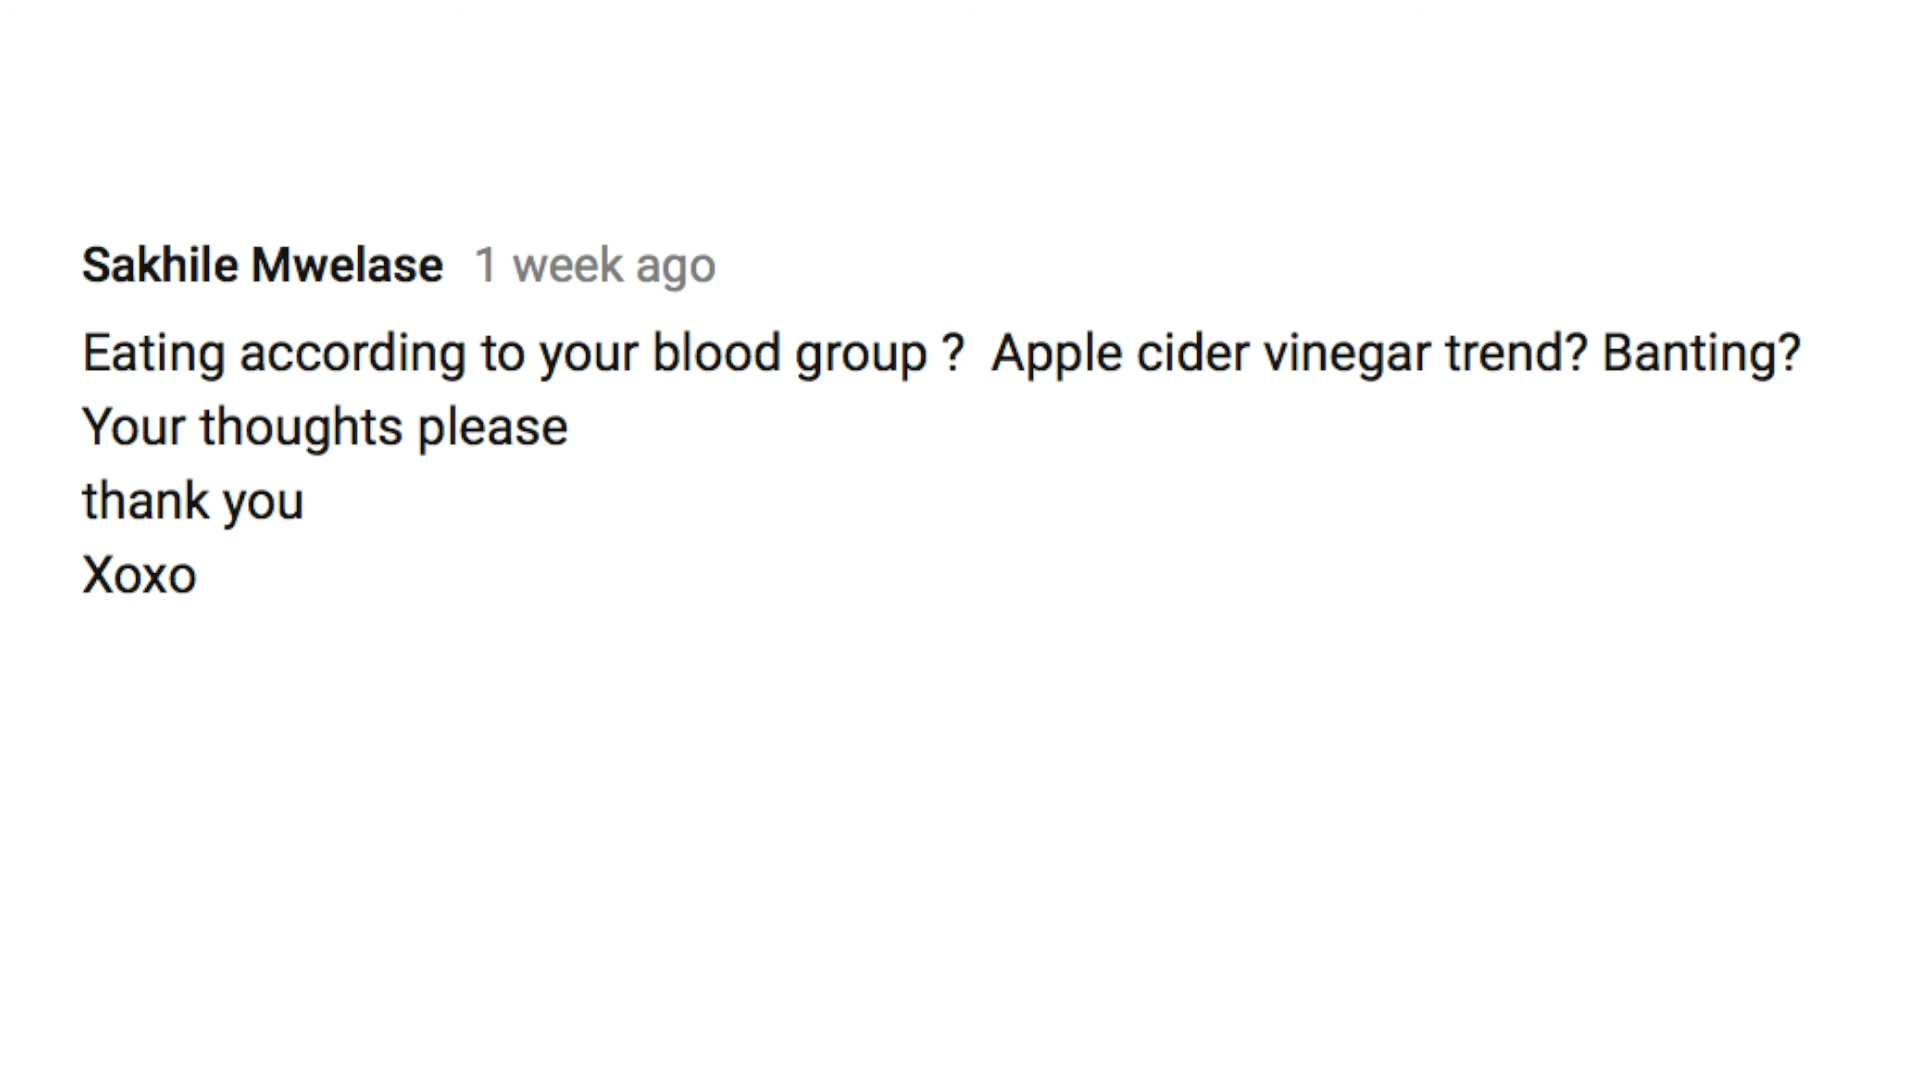 Sakhile Mwelase 1 week ago
Eating according to your blood group ?  Apple cider vinegar trend? Banting?
Your thoughts please
thank you
Xoxo